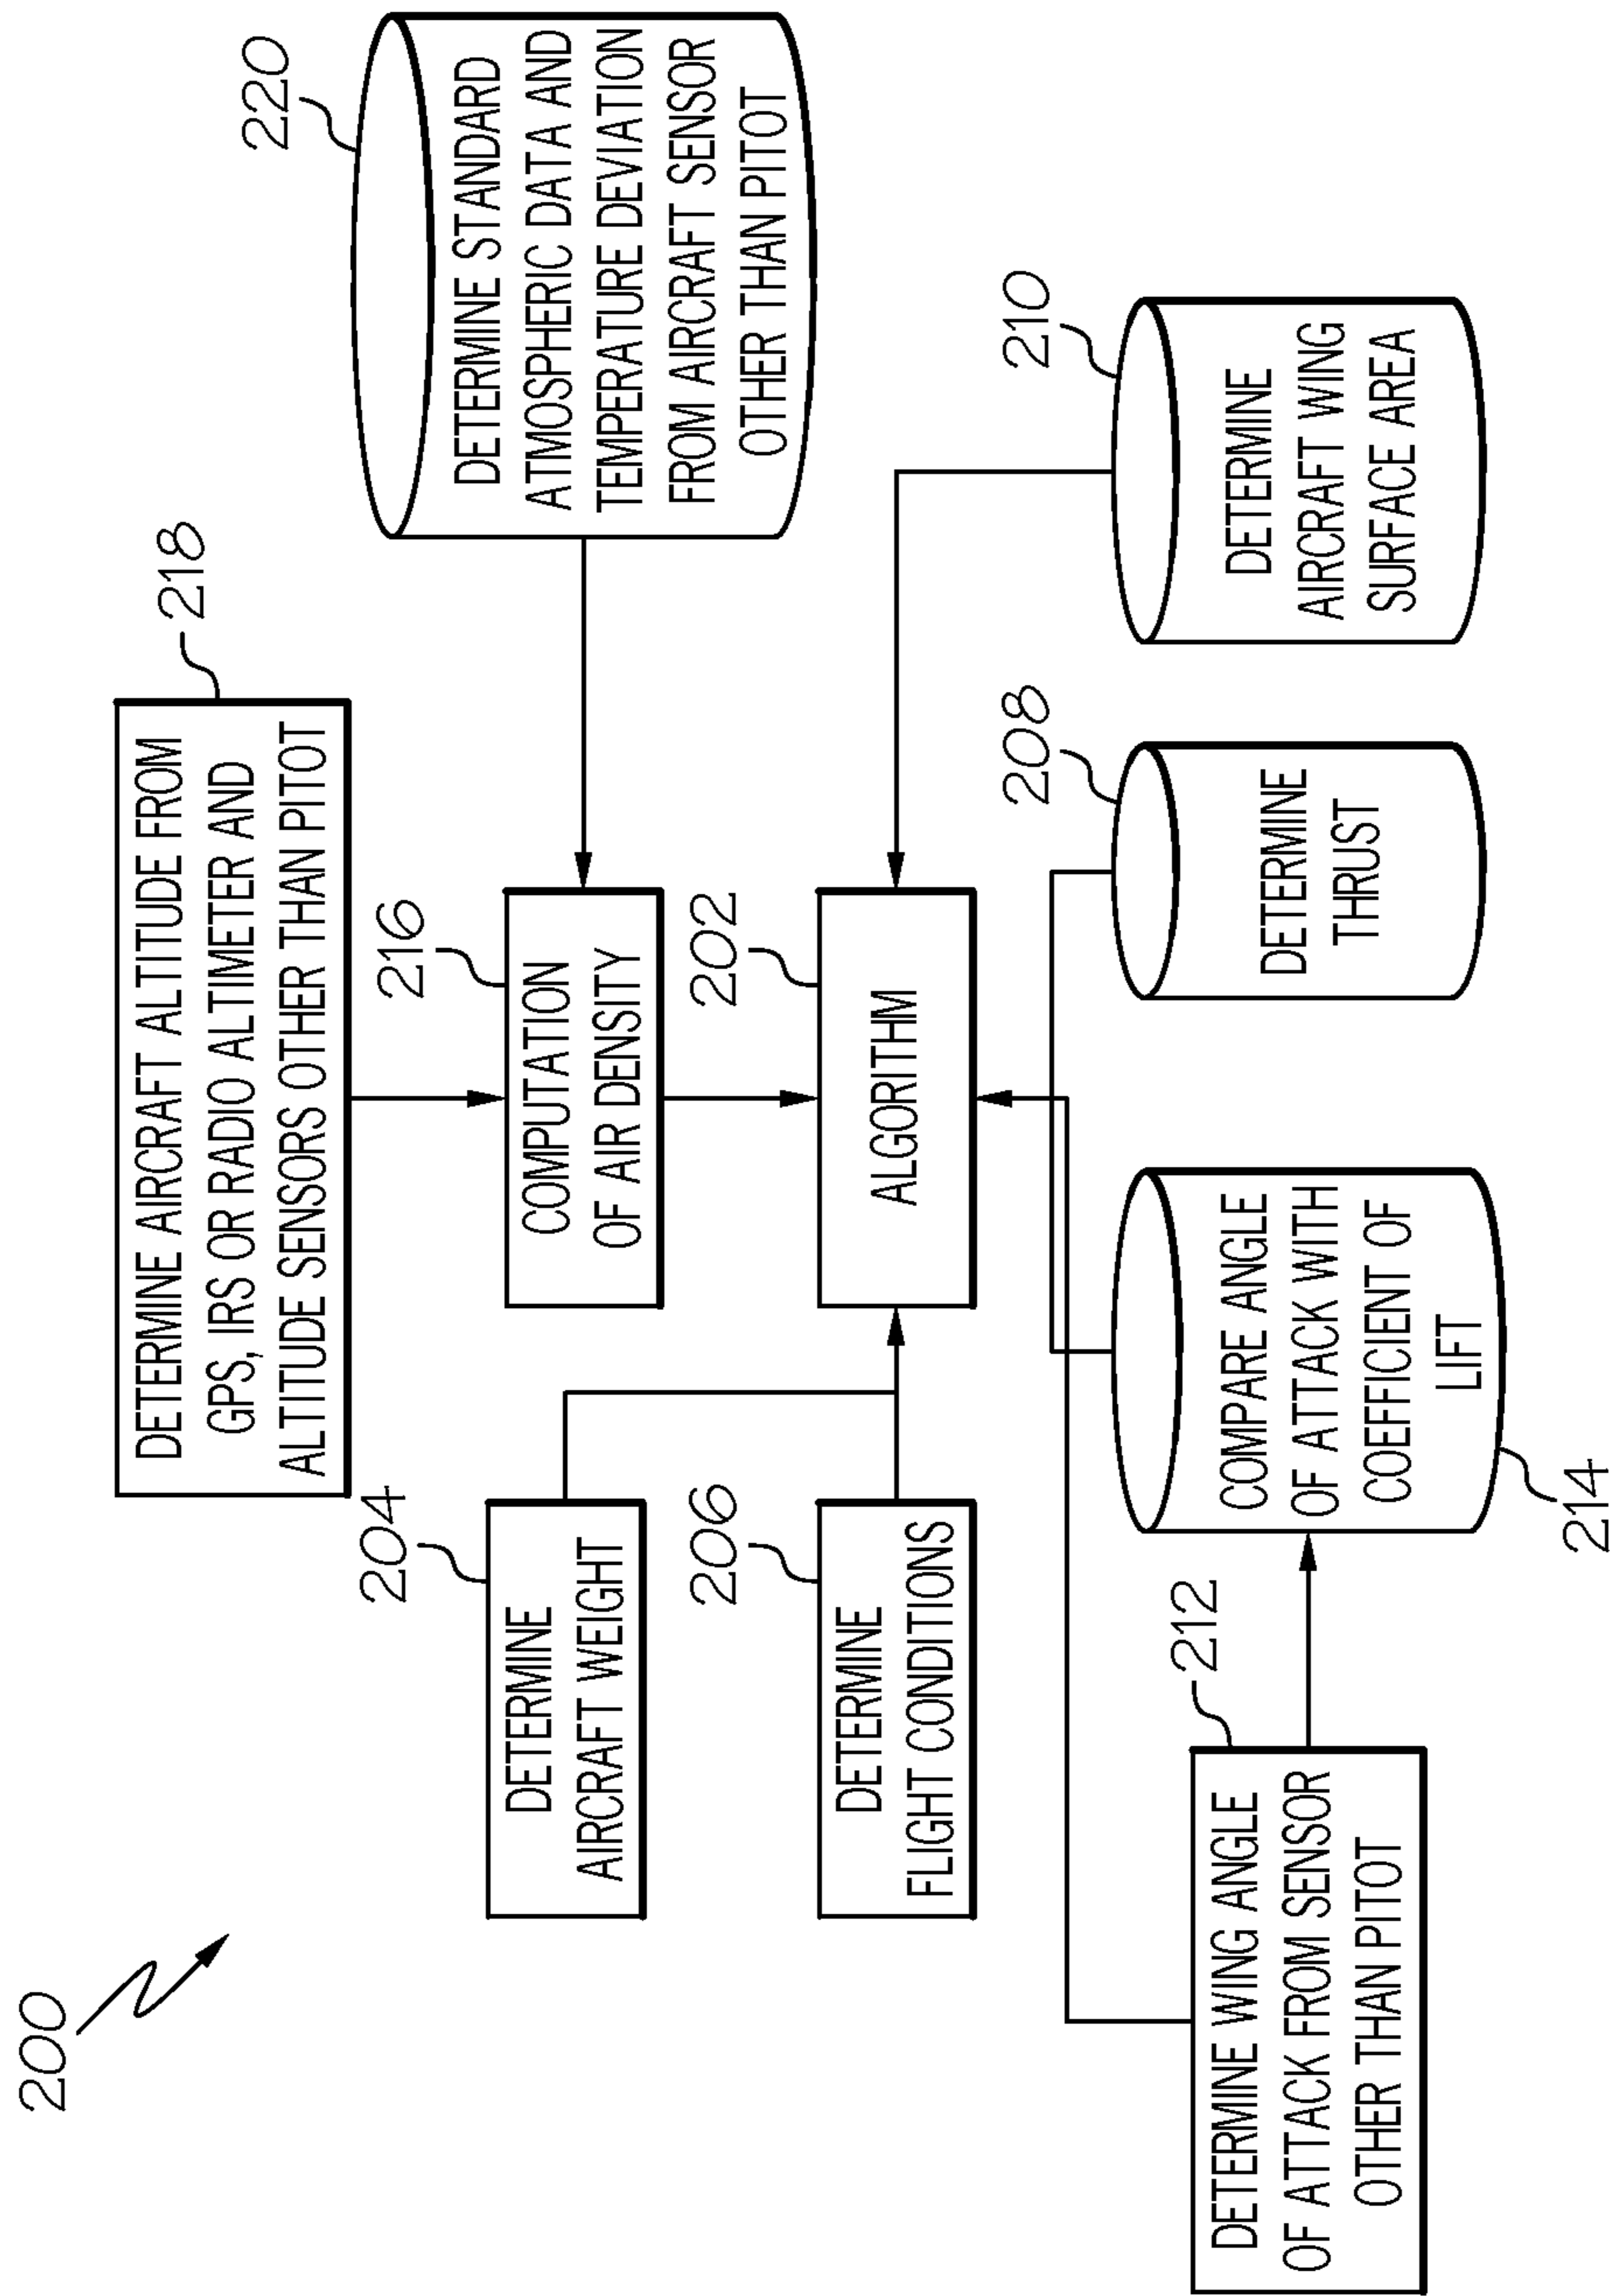 200
218
DETERMINE AIRCRAFT ALTITUDE FROM
GPS, IRS OR RADIO ALTIMETER AND
ALTITUDE SENSORS OTHER THAN PITOT
220
DETERMINE STANDARD
ATMOSPHERIC DATA AND
TEMPERATURE DEVIATION
FROM AIRCRAFT SENSOR
OTHER THAN PITOT
204
DETERMINE
AIRCRAFT WEIGHT
216
COMPUTATION
OF AIR DENSITY
206
DETERMINE
FLIGHT CONDITIONS
202
ALGORITHM
212
DETERMINE WING ANGLE
OF ATTACK FROM SENSOR
OTHER THAN PITOT
COMPARE ANGLE
OF ATTACK WITH
COEFFICIENT OF
LIFT
214
208
DETERMINE
THRUST
210
DETERMINE
AIRCRAFT WING
SURFACE AREA